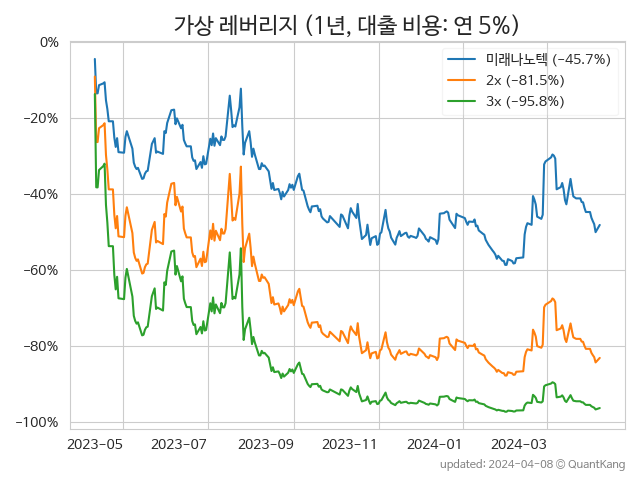 가상 레버리지 (1년, 대출 비용: 연 5%)
0%
−20%
−40%
−60%
−80%
−100%
미래나노텍 (−45.7%)
2x (−81.5%)
3x (−95.8%)
2023-05 2023-07 2023-09 2023-11 2024-01 2024-03
updated: 2024-04-08 © QuantKang